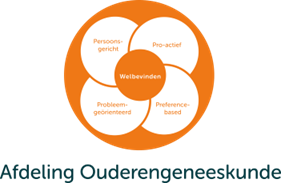 Persoons-
gericht
Pro-actief
Welbevinden
Probleem-
georiënteerd
Preference-
based
Afdeling Ouderengeneeskunde